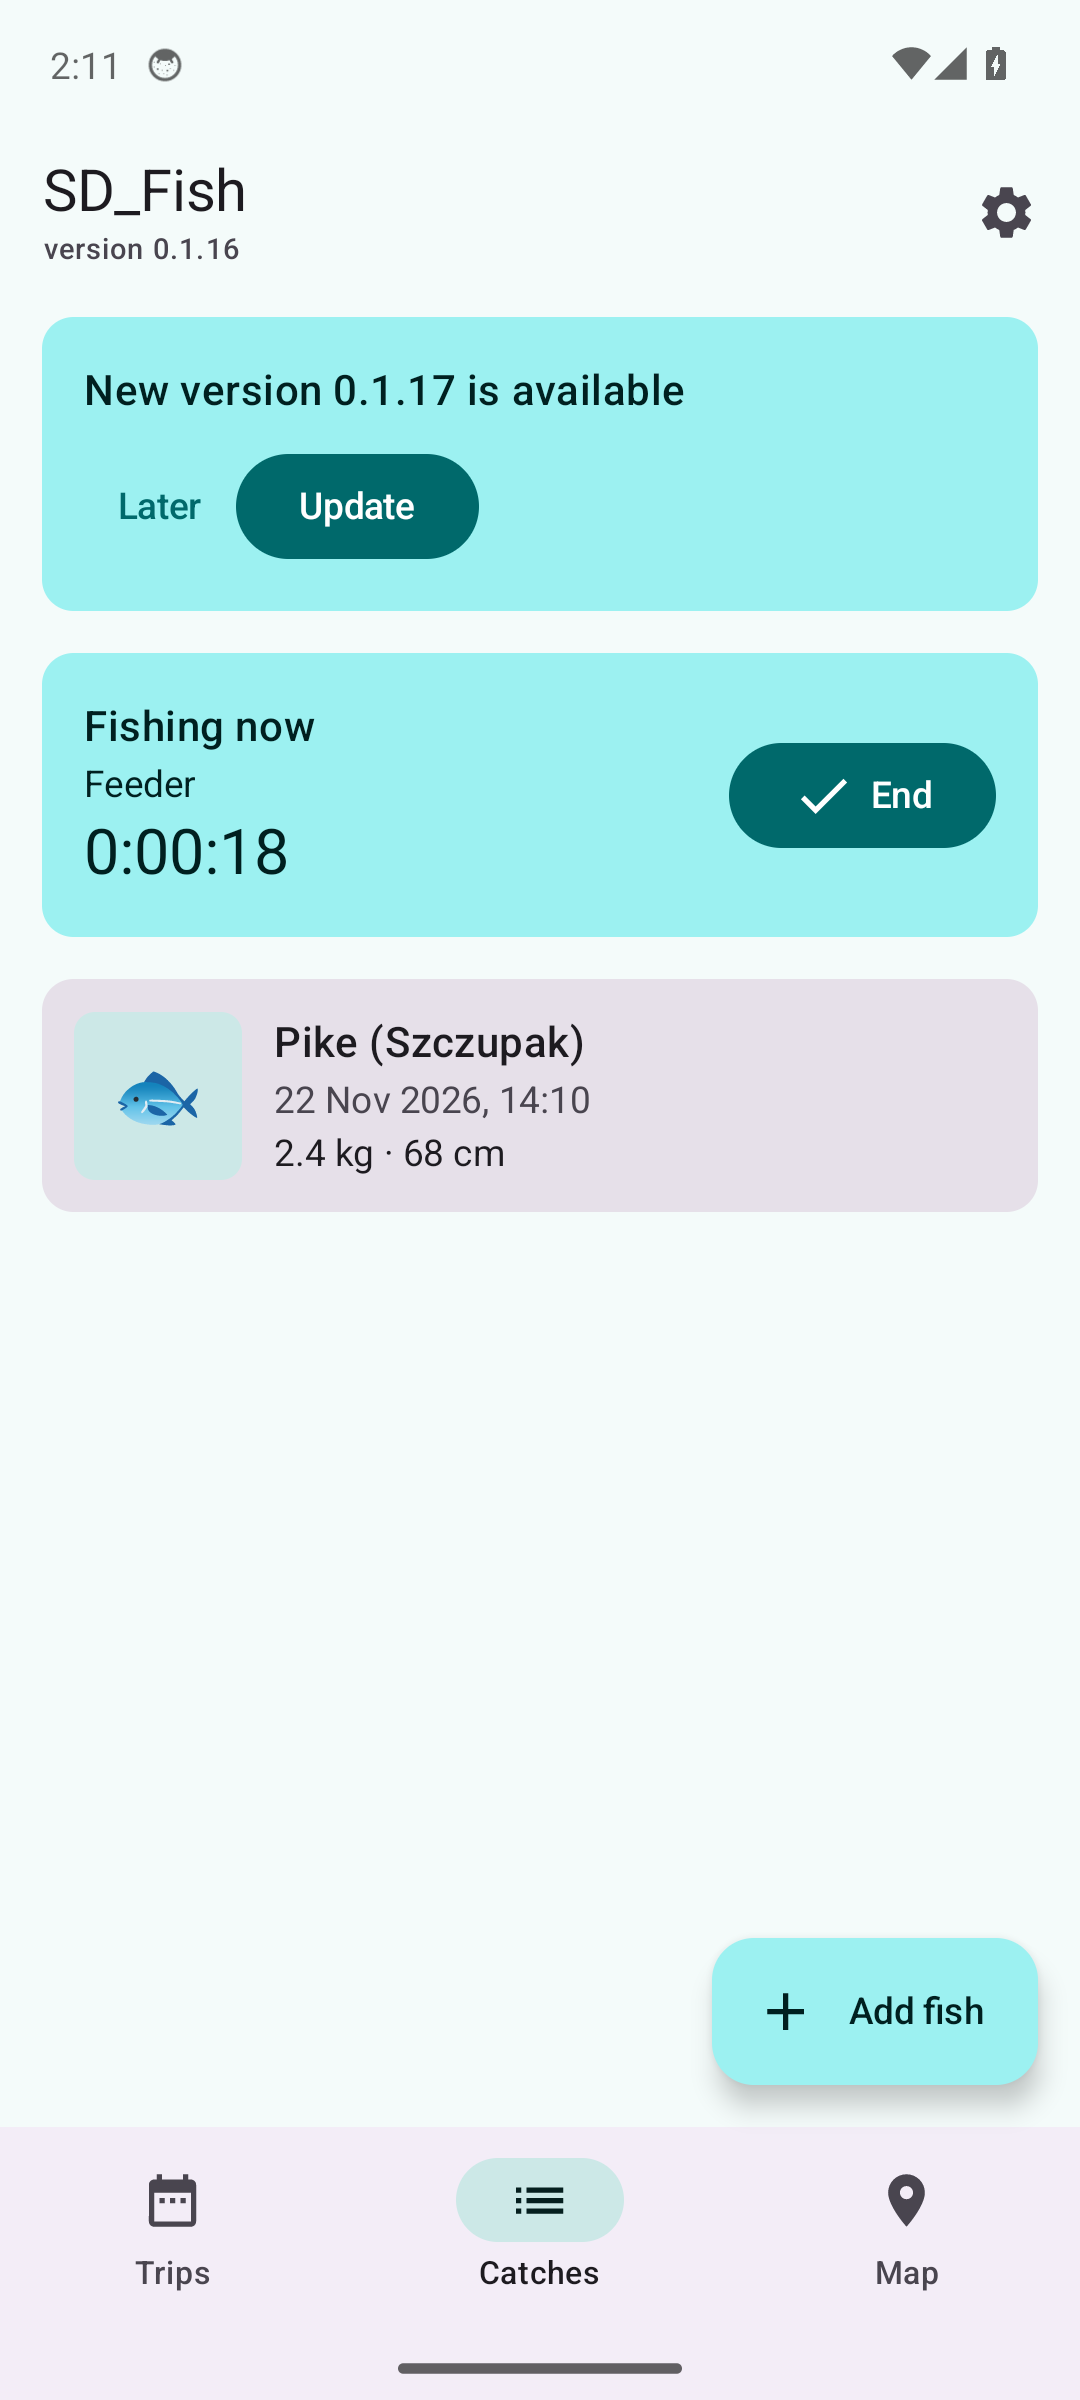 2:11
SD_Fish
version 0.1.16
New version 0.1.17 is available
Later
Update
Fishing now
Feeder
0:00:18
End
Pike (Szczupak)
22 Nov 2026, 14:10
2.4 kg · 68 cm
Add fish
Trips
Catches
Map